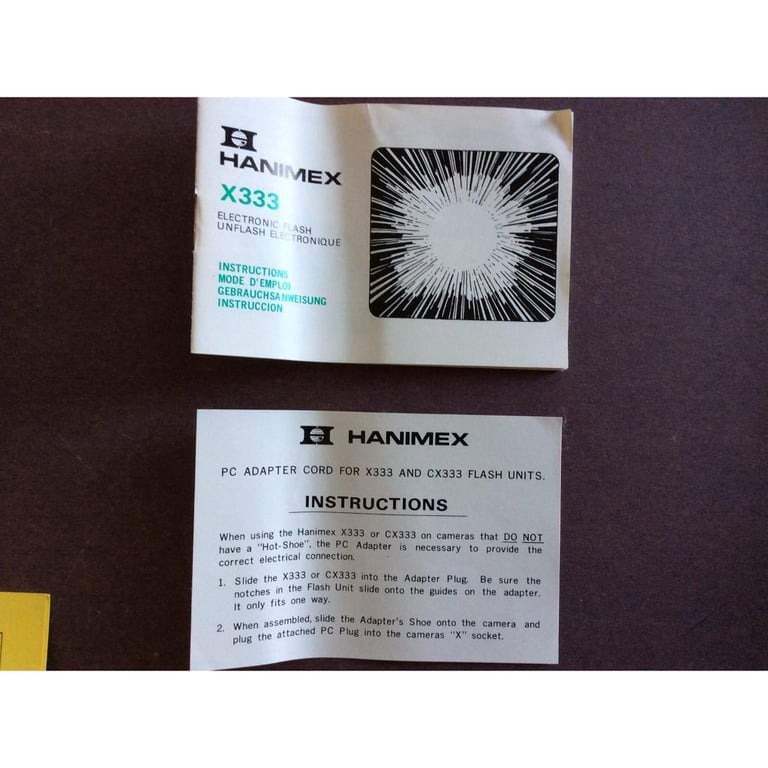 HANIMEX
X333
ELECTRONIC FLASH
UNFLASH ELECTRONIQUE
INSTRUCTIONS
MODE D'EMPLOI
GEBRAUCHSANWEISUNG
INSTRUCCION
HANIMEX
PC ADAPTER CORD FOR X333 AND CX333 FLASH UNITS.
INSTRUCTIONS
When using the Hanimex X333 or CX333 on cameras that DO NOT
have a "Hot-Shoe", the PC Adapter is necessary to provide the
correct electrical connection.
1. Slide the X333 or CX333 into the Adapter Plug. Be sure the
notches in the Flash Unit slide onto the guides on the adapter.
It only fits one way.
2. When assembled, slide the Adapter's Shoe onto the camera and
plug the attached PC Plug into the cameras "X" socket.